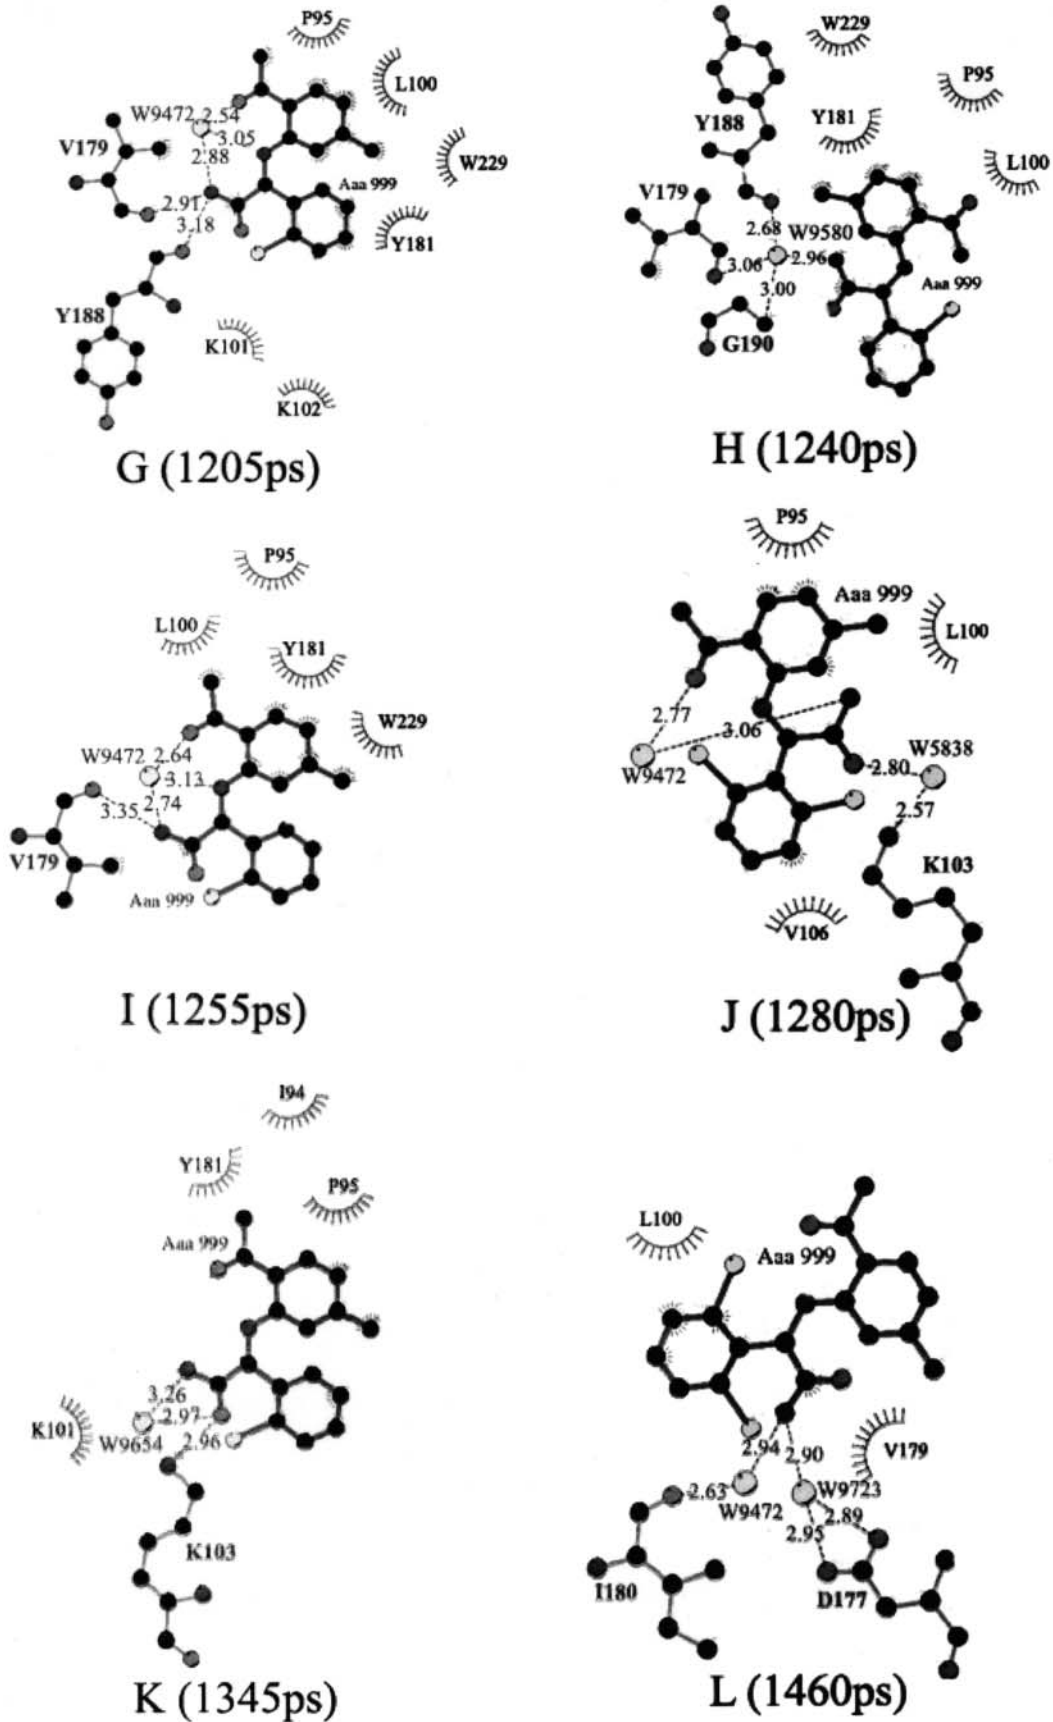 P95
L100
W9472 2.54
3.05
V179
2.88
W229
Aaa 999
2.91
3.18
Y181
Y188
K101
K102
G (1205ps)
W229
P95
Y188
Y181
L100
V179
2.68
W9580
3.06
2.96
Aaa 999
3.00
G190
H (1240ps)
P95
L100
Y181
W229
W9472 2.64
3.13
3.35
2.74
V179
Aaa 999
I (1255ps)
P95
Aaa 999
L100
2.77
3.06
W9472
W5838
2.80
2.57
K103
V106
J (1280ps)
I94
Y181
P95
Aaa 999
3.26
K101
2.97
W9654
2.96
K103
K (1345ps)
L100
Aaa 999
2.94
2.90
V179
2.63
W9472
W9723
2.89
2.95
I180
D177
L (1460ps)